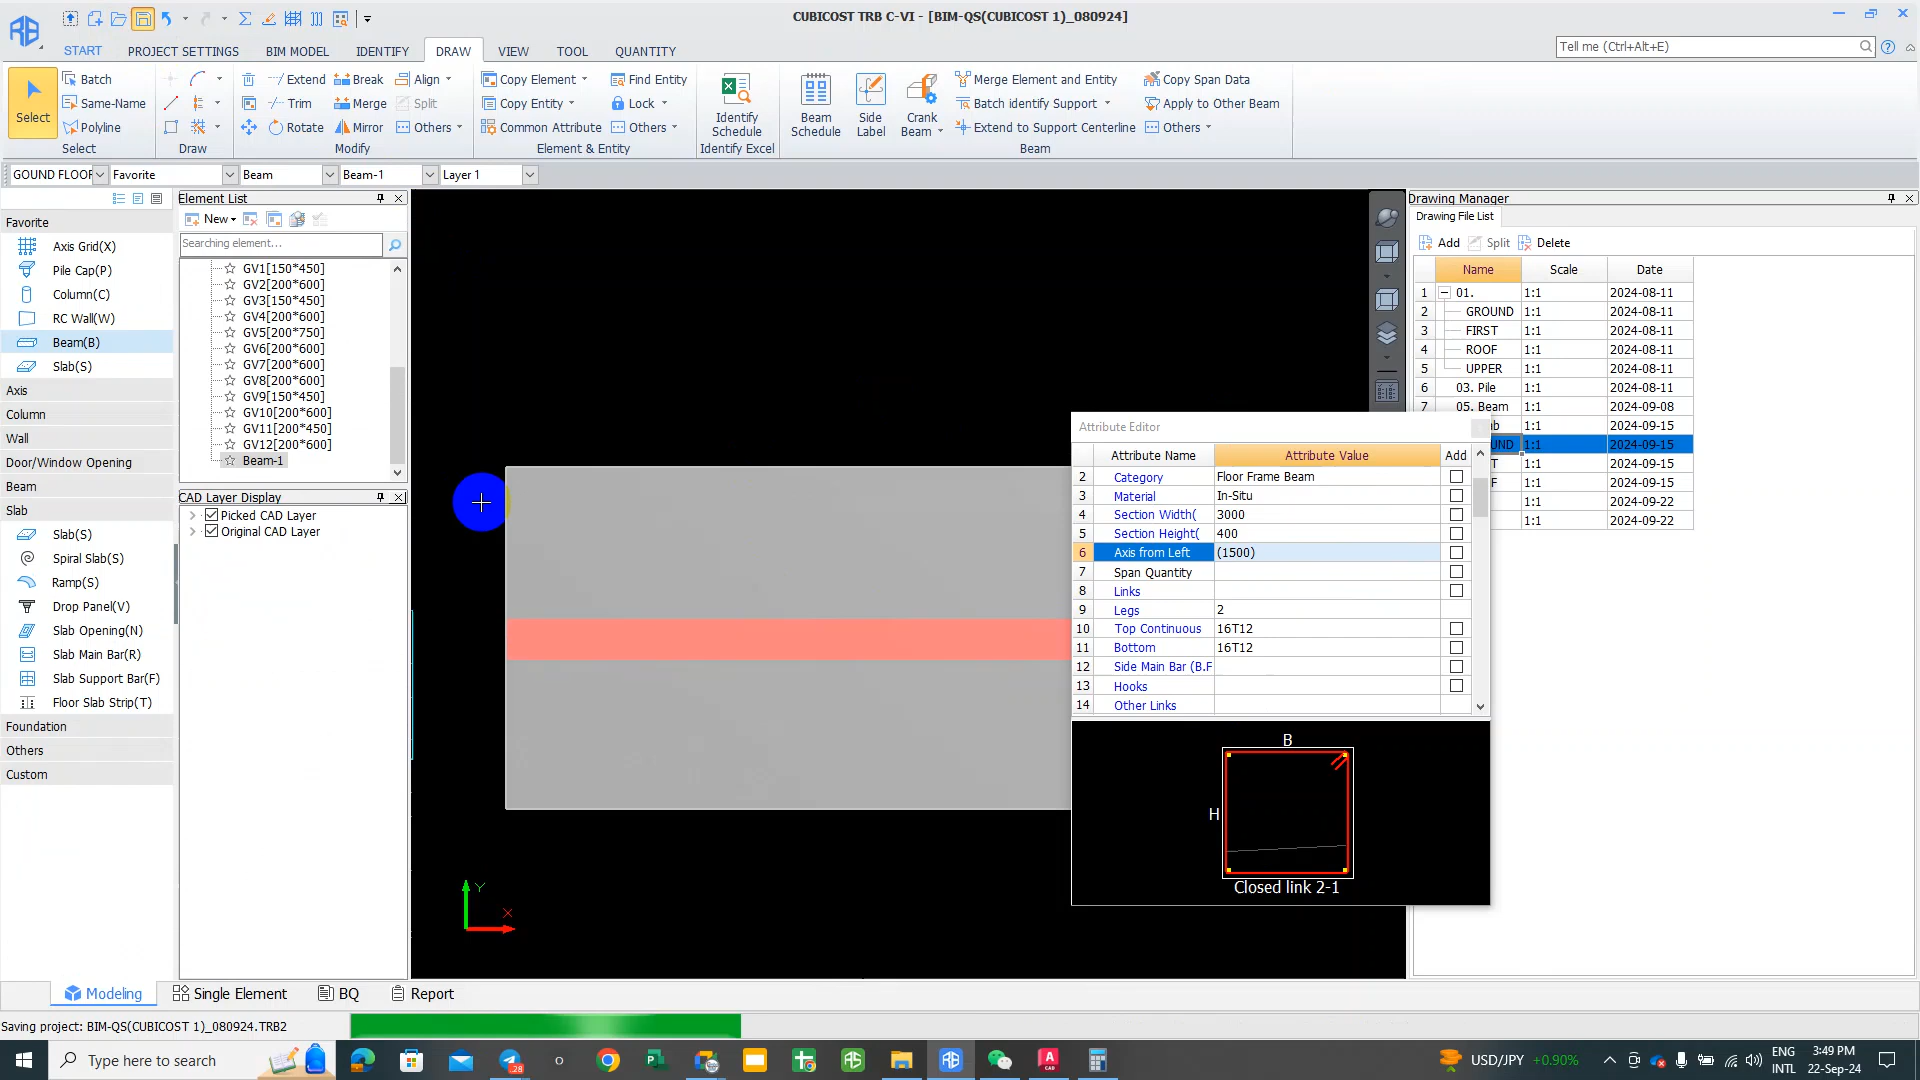 CUBICOST TRB C-VI - [BIM-QS(CUBICOST 1)_080924]
START PROJECT SETTINGS BIM MODEL IDENTIFY DRAW VIEW TOOL QUANTITY
Tell me (Ctrl+Alt+E)
Select
Batch
Same-Name
Polyline
Select
Draw
Extend Break Align
Trim Merge Split
Rotate Mirror Others
Modify
Copy Element Find Entity
Copy Entity Lock
Common Attribute Others
Element & Entity
Identify Schedule
Identify Excel
Beam Schedule
Side Label
Crank Beam
Merge Element and Entity Copy Span Data
Batch identify Support Apply to Other Beam
Extend to Support Centerline Others
Beam
GOUND FLOOR Favorite Beam Beam-1 Layer 1
Favorite
Axis Grid(X)
Pile Cap(P)
Column(C)
RC Wall(W)
Beam(B)
Slab(S)
Axis
Column
Wall
Door/Window Opening
Beam
Slab
Slab(S)
Spiral Slab(S)
Ramp(S)
Drop Panel(V)
Slab Opening(N)
Slab Main Bar(R)
Slab Support Bar(F)
Floor Slab Strip(T)
Foundation
Others
Custom
Element List
New
Searching element...
GV1[150*450]
GV2[200*600]
GV3[150*450]
GV4[200*600]
GV5[200*750]
GV6[200*600]
GV7[200*600]
GV8[200*600]
GV9[150*450]
GV10[200*600]
GV11[200*450]
GV12[200*600]
Beam-1
CAD Layer Display
Picked CAD Layer
Original CAD Layer
Y
X
Attribute Editor
Attribute Name Attribute Value Add
2 Category Floor Frame Beam
3 Material In-Situ
4 Section Width( 3000
5 Section Height( 400
6 Axis from Left (1500)
7 Span Quantity
8 Links
9 Legs 2
10 Top Continuous 16T12
11 Bottom 16T12
12 Side Main Bar (B.F
13 Hooks
14 Other Links
B
H
Closed link 2-1
Drawing Manager
Drawing File List
Add Split Delete
Name Scale Date
1 01. 1:1 2024-08-11
2 GROUND 1:1 2024-08-11
3 FIRST 1:1 2024-08-11
4 ROOF 1:1 2024-08-11
5 UPPER 1:1 2024-08-11
6 03. Pile 1:1 2024-08-11
7 05. Beam 1:1 2024-09-08
1:1 2024-09-15
1:1 2024-09-15
1:1 2024-09-15
1:1 2024-09-15
1:1 2024-09-22
1:1 2024-09-22
Modeling Single Element BQ Report
Saving project: BIM-QS(CUBICOST 1)_080924.TRB2
Type here to search
28
USD/JPY +0.90%
ENG
INTL
3:49 PM
22-Sep-24